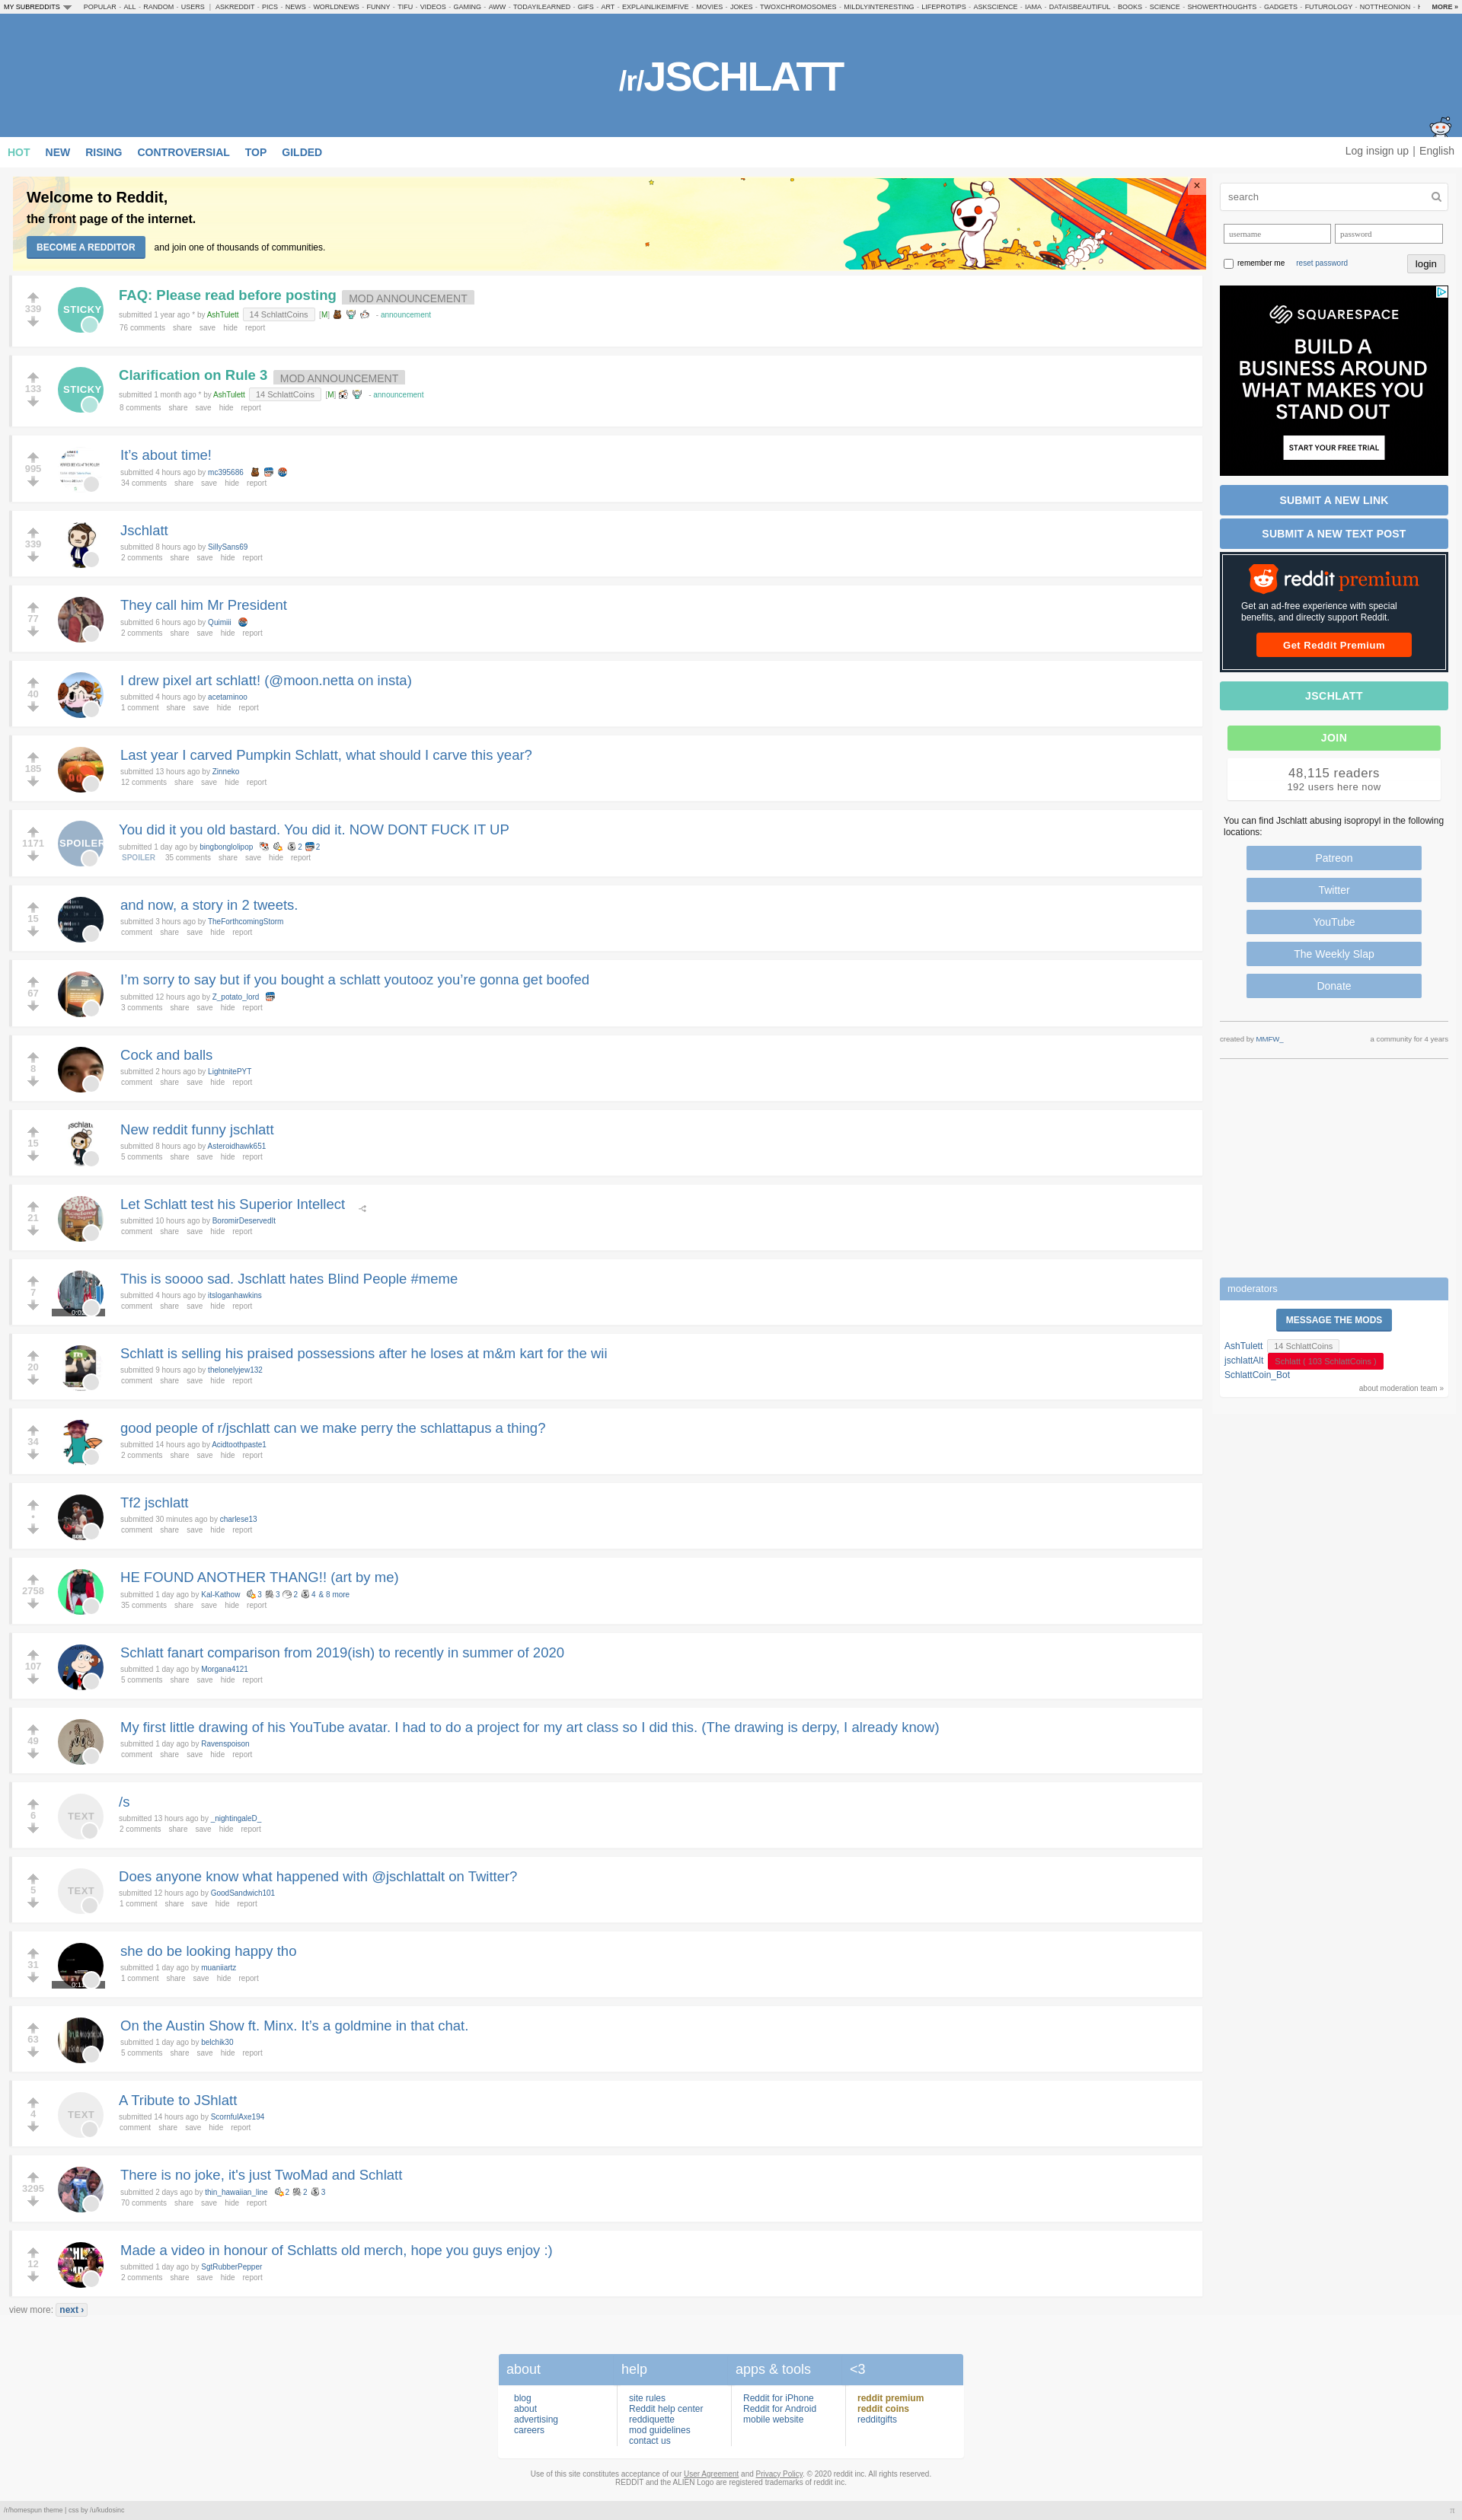 MY SUBREDDITS POPULAR - ALL - RANDOM - USERS | ASKREDDIT - PICS - NEWS - WORLDNEWS - FUNNY - TIFU - VIDEOS - GAMING - AWW - TODAYILEARNED - GIFS - ART - EXPLAINLIKEIMFIVE - MOVIES - JOKES - TWOXCHROMOSOMES - MILDLYINTERESTING - LIFEPROTIPS - ASKSCIENCE - IAMA - DATAISBEAUTIFUL - BOOKS - SCIENCE - SHOWERTHOUGHTS - GADGETS - FUTUROLOGY - NOTTHEONION - MORE »
/r/JSCHLATT
HOT NEW RISING CONTROVERSIAL TOP GILDED
Log insign up | English
Welcome to Reddit,
the front page of the internet.
BECOME A REDDITOR and join one of thousands of communities.
×
339
STICKY
FAQ: Please read before posting MOD ANNOUNCEMENT
submitted 1 year ago * by AshTulett 14 SchlattCoins [M] - announcement
76 comments share save hide report
133
STICKY
Clarification on Rule 3 MOD ANNOUNCEMENT
submitted 1 month ago * by AshTulett 14 SchlattCoins [M] - announcement
8 comments share save hide report
995
It's about time!
submitted 4 hours ago by mc395686
34 comments share save hide report
339
Jschlatt
submitted 8 hours ago by SillySans69
2 comments share save hide report
77
They call him Mr President
submitted 6 hours ago by Quimiii
2 comments share save hide report
40
I drew pixel art schlatt! (@moon.netta on insta)
submitted 4 hours ago by acetaminoo
1 comment share save hide report
185
Last year I carved Pumpkin Schlatt, what should I carve this year?
submitted 13 hours ago by Zinneko
12 comments share save hide report
1171
SPOILER
You did it you old bastard. You did it. NOW DONT FUCK IT UP
submitted 1 day ago by bingbonglolipop 2 2
SPOILER 35 comments share save hide report
15
and now, a story in 2 tweets.
submitted 3 hours ago by TheForthcomingStorm
comment share save hide report
67
I'm sorry to say but if you bought a schlatt youtooz you're gonna get boofed
submitted 12 hours ago by Z_potato_lord
3 comments share save hide report
8
Cock and balls
submitted 2 hours ago by LightnitePYT
comment share save hide report
15
New reddit funny jschlatt
submitted 8 hours ago by Asteroidhawk651
5 comments share save hide report
21
Let Schlatt test his Superior Intellect
submitted 10 hours ago by BoromirDeservedIt
comment share save hide report
7
This is soooo sad. Jschlatt hates Blind People #meme
submitted 4 hours ago by itsloganhawkins
comment share save hide report
20
Schlatt is selling his praised possessions after he loses at m&m kart for the wii
submitted 9 hours ago by thelonelyjew132
comment share save hide report
34
good people of r/jschlatt can we make perry the schlattapus a thing?
submitted 14 hours ago by Acidtoothpaste1
2 comments share save hide report
•
Tf2 jschlatt
submitted 30 minutes ago by charlese13
comment share save hide report
2758
HE FOUND ANOTHER THANG!! (art by me)
submitted 1 day ago by Kal-Kathow 3 3 2 4 & 8 more
35 comments share save hide report
107
Schlatt fanart comparison from 2019(ish) to recently in summer of 2020
submitted 1 day ago by Morgana4121
5 comments share save hide report
49
My first little drawing of his YouTube avatar. I had to do a project for my art class so I did this. (The drawing is derpy, I already know)
submitted 1 day ago by Ravenspoison
comment share save hide report
6
TEXT
/s
submitted 13 hours ago by _nightingaleD_
2 comments share save hide report
5
TEXT
Does anyone know what happened with @jschlattalt on Twitter?
submitted 12 hours ago by GoodSandwich101
1 comment share save hide report
31
she do be looking happy tho
submitted 1 day ago by muaniiartz
1 comment share save hide report
63
On the Austin Show ft. Minx. It's a goldmine in that chat.
submitted 1 day ago by belchik30
5 comments share save hide report
4
TEXT
A Tribute to JShlatt
submitted 14 hours ago by ScornfulAxe194
comment share save hide report
3295
There is no joke, it's just TwoMad and Schlatt
submitted 2 days ago by thin_hawaiian_line 2 2 3
70 comments share save hide report
12
Made a video in honour of Schlatts old merch, hope you guys enjoy :)
submitted 1 day ago by SgtRubberPepper
2 comments share save hide report
view more: next ›
search
username password
remember me reset password login
SQUARESPACE
BUILD A
BUSINESS AROUND
WHAT MAKES YOU
STAND OUT
START YOUR FREE TRIAL
SUBMIT A NEW LINK
SUBMIT A NEW TEXT POST
reddit premium
Get an ad-free experience with special
benefits, and directly support Reddit.
Get Reddit Premium
JSCHLATT
JOIN
48,115 readers
192 users here now
You can find Jschlatt abusing isopropyl in the following
locations:
Patreon
Twitter
YouTube
The Weekly Slap
Donate
created by MMFW_ a community for 4 years
moderators
MESSAGE THE MODS
AshTulett 14 SchlattCoins
jschlattAlt Schlatt ( 103 SchlattCoins )
SchlattCoin_Bot
about moderation team »
about help apps & tools <3
blog
about
advertising
careers
site rules
Reddit help center
reddiquette
mod guidelines
contact us
Reddit for iPhone
Reddit for Android
mobile website
reddit premium
reddit coins
redditgifts
Use of this site constitutes acceptance of our User Agreement and Privacy Policy. © 2020 reddit inc. All rights reserved.
REDDIT and the ALIEN Logo are registered trademarks of reddit inc.
/r/homespun theme | css by /u/kudosinc